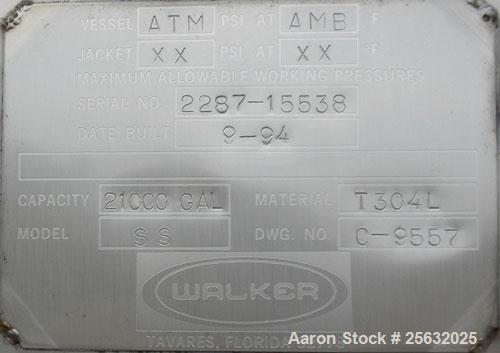 VESSEL ATM PSI AT AMB F
JACKET XX PSI AT XX F
MAXIMUM ALLOWABLE WORKING PRESSURES
SERIAL NO. 2287-15538
DATE BUILT 9-94
CAPACITY 21000 GAL MATERIAL T304L
MODEL SS DWG. NO. C-9557
WALKER
TAVARES, FLORIDA
Aaron Stock # 25632025